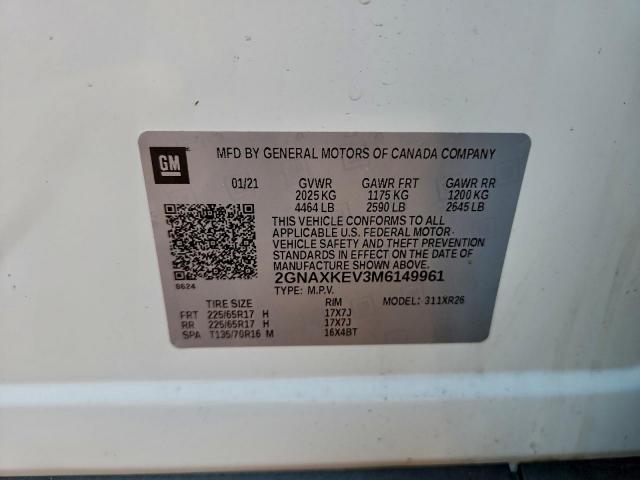 GM
MFD BY GENERAL MOTORS OF CANADA COMPANY
01/21 GVWR GAWR FRT GAWR RR
2025 KG 1175 KG 1200 KG
4464 LB 2590 LB 2645 LB
THIS VEHICLE CONFORMS TO ALL
APPLICABLE U.S. FEDERAL MOTOR
VEHICLE SAFETY AND THEFT PREVENTION
STANDARDS IN EFFECT ON THE DATE
OF MANUFACTURE SHOWN ABOVE.
2GNAXKEV3M6149961
8624
TYPE: M.P.V.
TIRE SIZE RIM MODEL: 311XR26
FRT 225/65R17 H 17X7J
RR 225/65R17 H 17X7J
SPA T135/70R16 M 16X4BT